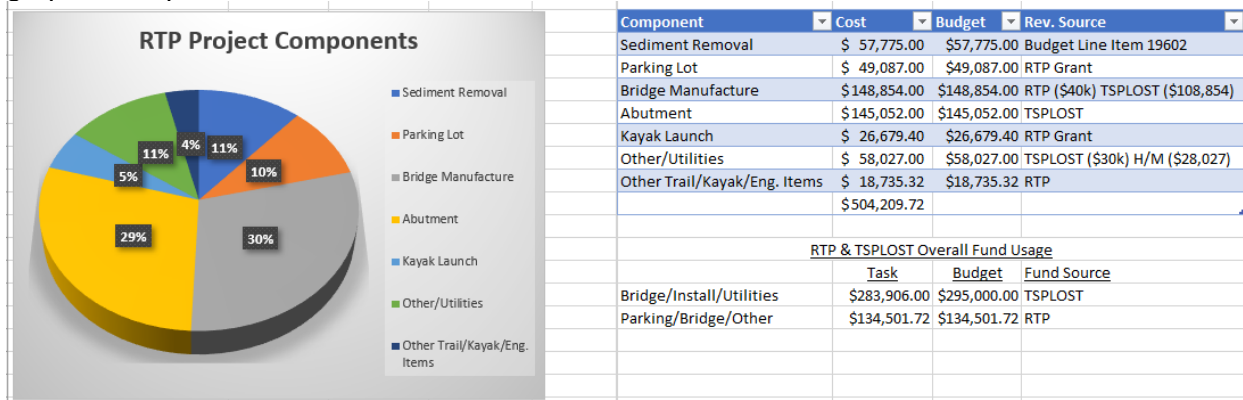 RTP Project Components
Sediment Removal
Parking Lot
Bridge Manufacture
Abutment
Kayak Launch
Other/Utilities
Other Trail/Kayak/Eng.
Items
4%
11%
11%
10%
5%
29%
30%
Component Cost Budget Rev. Source
Sediment Removal $ 57,775.00 $57,775.00 Budget Line Item 19602
Parking Lot $ 49,087.00 $49,087.00 RTP Grant
Bridge Manufacture $148,854.00 $148,854.00 RTP ($40k) TSPLOST ($108,854)
Abutment $145,052.00 $145,052.00 TSPLOST
Kayak Launch $ 26,679.40 $26,679.40 RTP Grant
Other/Utilities $ 58,027.00 $58,027.00 TSPLOST ($30k) H/M ($28,027)
Other Trail/Kayak/Eng. Items $ 18,735.32 $18,735.32 RTP
$504,209.72
RTP & TSPLOST Overall Fund Usage
Task Budget Fund Source
Bridge/Install/Utilities $283,906.00 $295,000.00 TSPLOST
Parking/Bridge/Other $134,501.72 $134,501.72 RTP